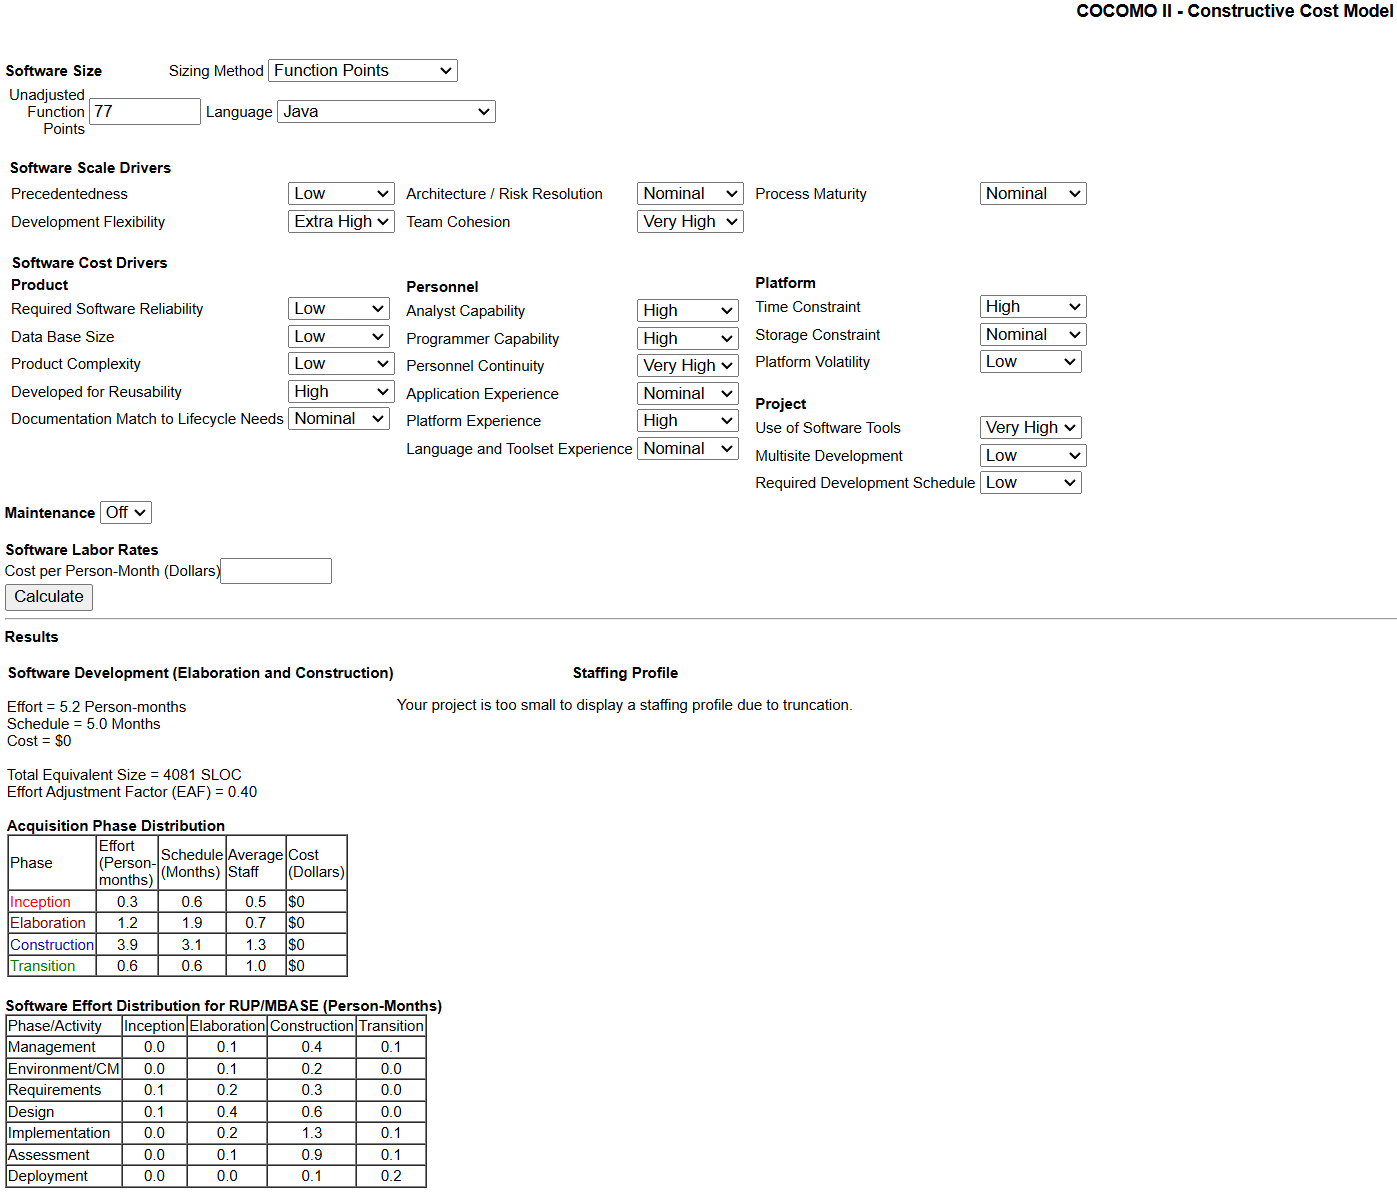 COCOMO II - Constructive Cost Model
Software Size Sizing Method Function Points
Unadjusted
Function
Points 77 Language Java
Software Scale Drivers
Precedentedness Low Architecture / Risk Resolution Nominal Process Maturity Nominal
Development Flexibility Extra High Team Cohesion Very High
Software Cost Drivers
Product
Required Software Reliability Low
Data Base Size Low
Product Complexity Low
Developed for Reusability High
Documentation Match to Lifecycle Needs Nominal
Personnel
Analyst Capability High
Programmer Capability High
Personnel Continuity Very High
Application Experience Nominal
Platform Experience High
Language and Toolset Experience Nominal
Platform
Time Constraint High
Storage Constraint Nominal
Platform Volatility Low
Project
Use of Software Tools Very High
Multisite Development Low
Required Development Schedule Low
Maintenance Off
Software Labor Rates
Cost per Person-Month (Dollars)
Calculate
Results
Software Development (Elaboration and Construction)
Effort = 5.2 Person-months
Schedule = 5.0 Months
Cost = $0
Total Equivalent Size = 4081 SLOC
Effort Adjustment Factor (EAF) = 0.40
Staffing Profile
Your project is too small to display a staffing profile due to truncation.
Acquisition Phase Distribution
Phase Effort (Person-months) Schedule (Months) Average Staff Cost (Dollars)
Inception 0.3 0.6 0.5 $0
Elaboration 1.2 1.9 0.7 $0
Construction 3.9 3.1 1.3 $0
Transition 0.6 0.6 1.0 $0
Software Effort Distribution for RUP/MBASE (Person-Months)
Phase/Activity Inception Elaboration Construction Transition
Management 0.0 0.1 0.4 0.1
Environment/CM 0.0 0.1 0.2 0.0
Requirements 0.1 0.2 0.3 0.0
Design 0.1 0.4 0.6 0.0
Implementation 0.0 0.2 1.3 0.1
Assessment 0.0 0.1 0.9 0.1
Deployment 0.0 0.0 0.1 0.2